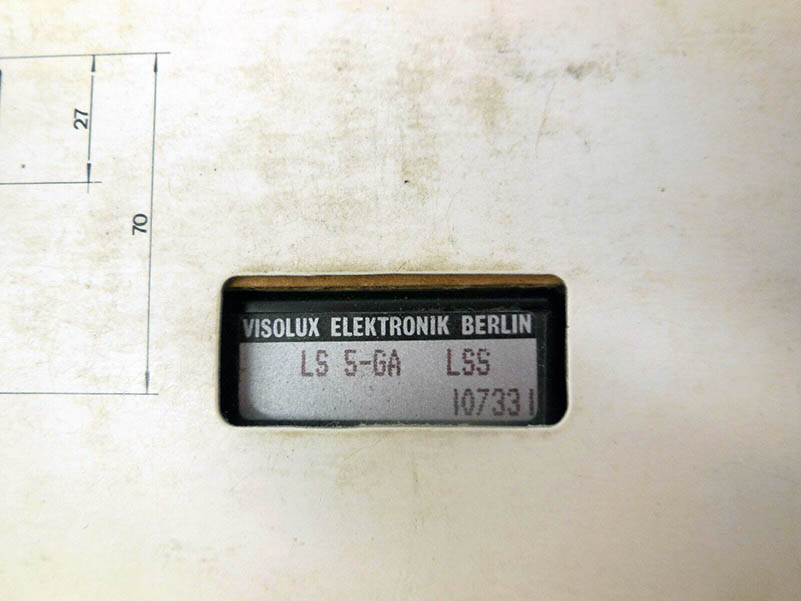 27
70
VISOLUX ELEKTRONIK BERLIN
LS 5-GA LSS
107331